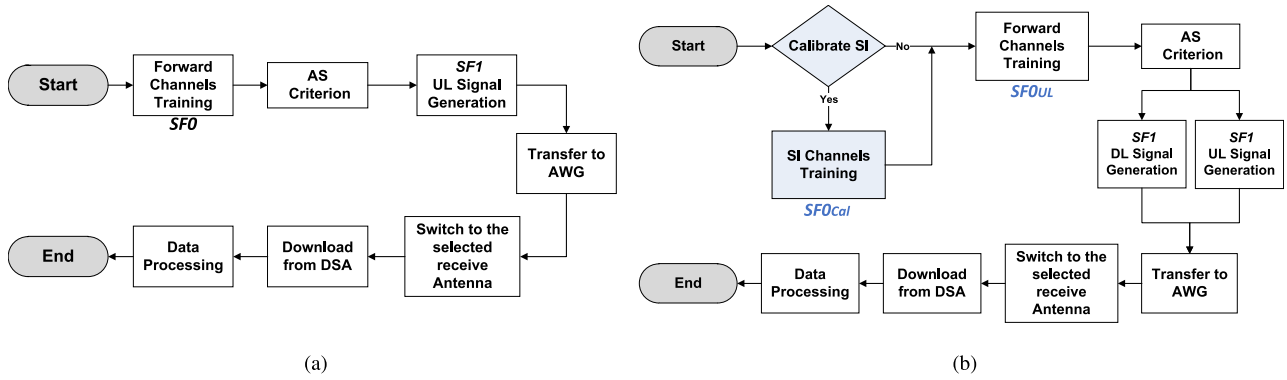 Start
Forward
Channels
Training
SF0
AS
Criterion
SF1
UL Signal
Generation
Transfer to
AWG
Switch to the
selected
receive
Antenna
Download
from DSA
Data
Processing
End
(a)
Start
Calibrate SI
No
Yes
SI Channels
Training
SF0Cal
Forward
Channels
Training
SF0UL
AS
Criterion
SF1
DL Signal
Generation
SF1
UL Signal
Generation
Transfer to
AWG
Switch to the
selected
receive
Antenna
Download
from DSA
Data
Processing
End
(b)